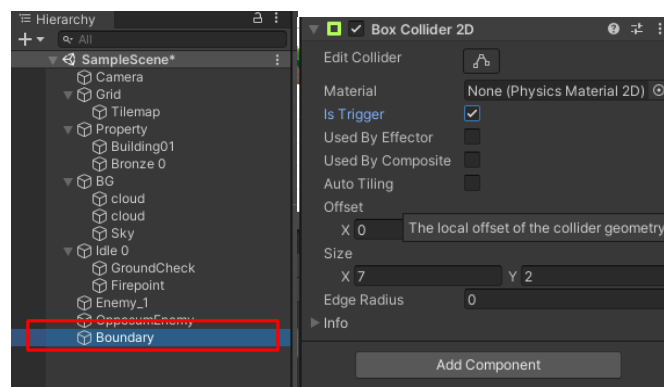 Hierarchy
All
SampleScene*
Camera
Grid
Tilemap
Property
Building01
Bronze 0
BG
cloud
cloud
Sky
Idle 0
GroundCheck
Firepoint
Enemy_1
OpposumEnemy
Boundary
Box Collider 2D
Edit Collider
Material None (Physics Material 2D)
Is Trigger
Used By Effector
Used By Composite
Auto Tiling
Offset
X 0 The local offset of the collider geometry
Size
X 7 Y 2
Edge Radius 0
Info
Add Component